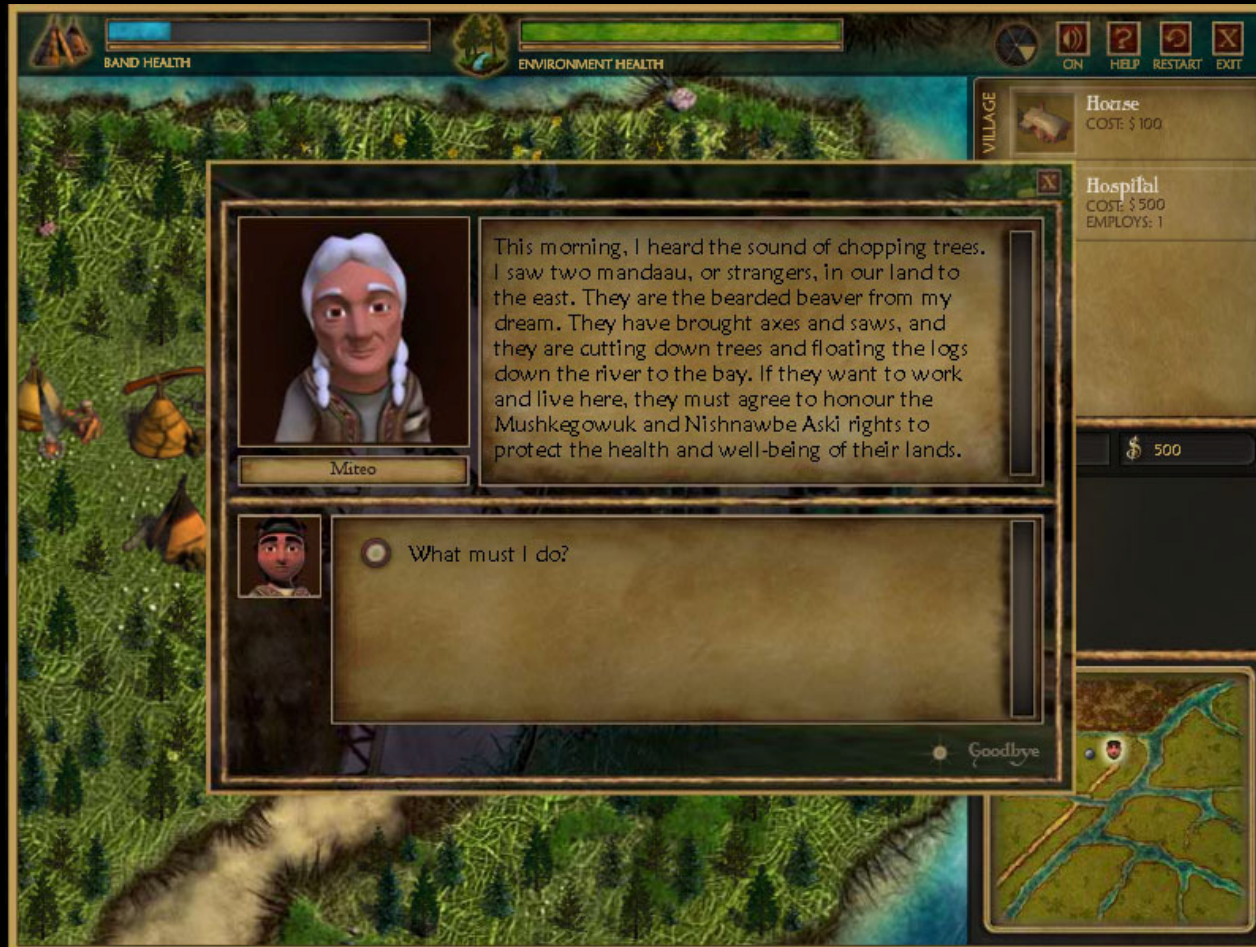 BAND HEALTH
ENVIRONMENT HEALTH
ON
HELP
RESTART
EXIT
VILLAGE
House
COST: $100
Hospital
COST: $500
EMPLOYS: 1
$ 500
X
This morning, I heard the sound of chopping trees.
I saw two mandaau, or strangers, in our land to
the east. They are the bearded beaver from my
dream. They have brought axes and saws, and
they are cutting down trees and floating the logs
down the river to the bay. If they want to work
and live here, they must agree to honour the
Mushkegowuk and Nishnawbe Aski rights to
protect the health and well-being of their lands.
Miteo
What must I do?
Goodbye